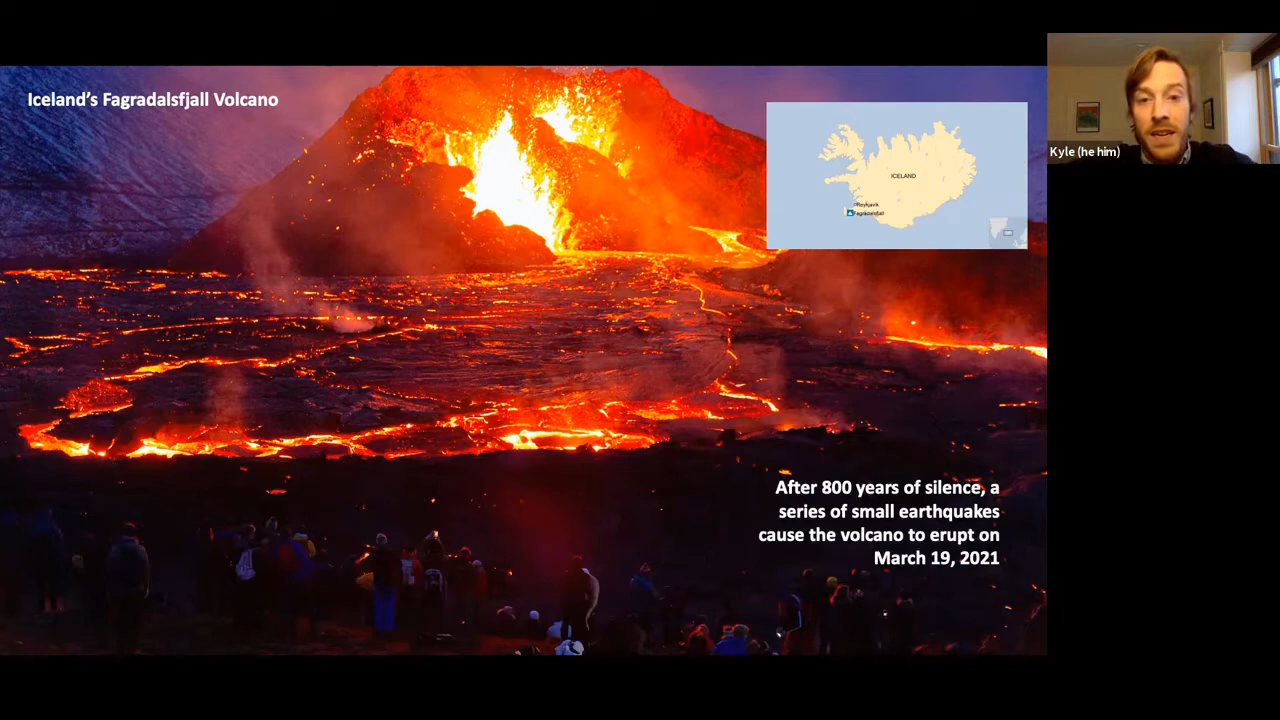 Iceland's Fagradalsfjall Volcano
ICELAND
Reykjavik
Fagradalsfjall
Kyle (he him)
After 800 years of silence, a
series of small earthquakes
cause the volcano to erupt on
March 19, 2021